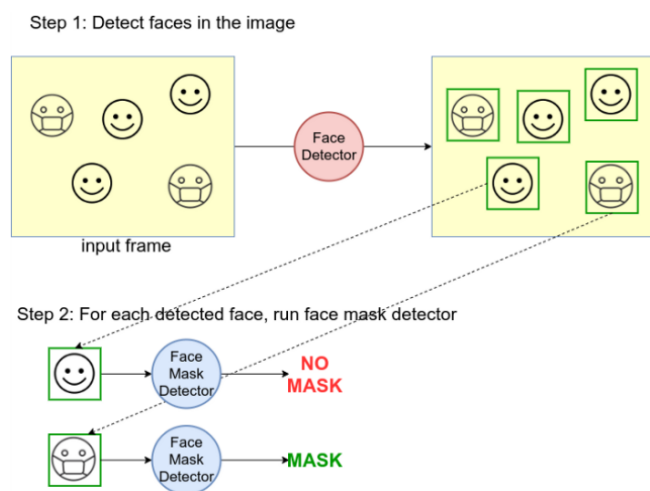 Step 1: Detect faces in the image
Face
Detector
input frame
Step 2: For each detected face, run face mask detector
Face
Mask
Detector
NO
MASK
Face
Mask
Detector
MASK